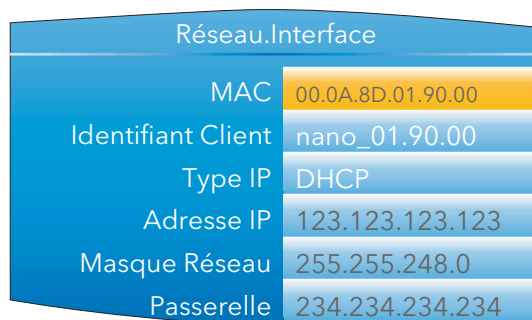 Réseau.Interface
MAC 00.0A.8D.01.90.00
Identifiant Client nano_01.90.00
Type IP DHCP
Adresse IP 123.123.123.123
Masque Réseau 255.255.248.0
Passerelle 234.234.234.234